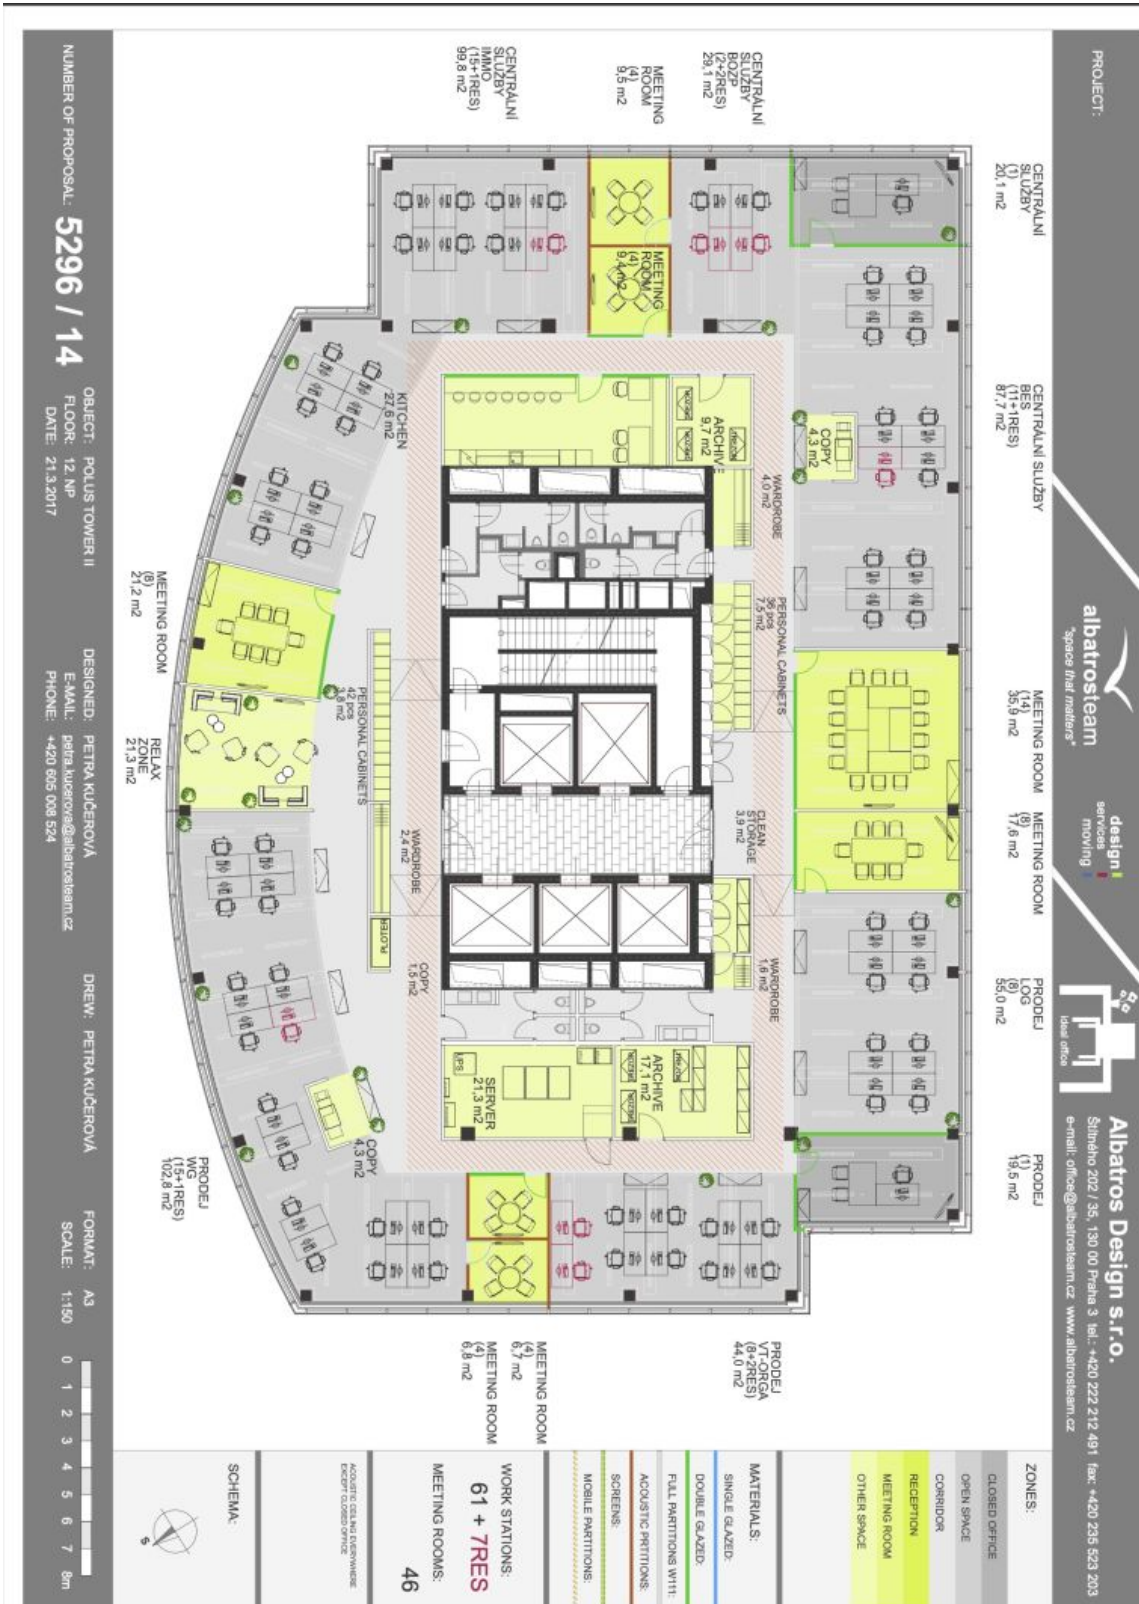 PROJECT:
albatrosteam
"space that matters"
design
services
moving
ideal office
Albatros Design s.r.o.
Štítného 202 / 35, 130 00 Praha 3 tel.: +420 222 212 491 fax: +420 235 523 203
e-mail: office@albatrosteam.cz www.albatrosteam.cz
CENTRÁLNÍ
SLUŽBY
(1)
20,1 m2
CENTRÁLNÍ SLUŽBY
BES
(11+1RES)
87,7 m2
MEETING ROOM
(14)
35,9 m2
MEETING ROOM
(8)
17,6 m2
PRODEJ
LOG
(8)
55,0 m2
PRODEJ
(1)
19,5 m2
CENTRÁLNÍ
SLUŽBY
BOZP
(2+2RES)
29,1 m2
MEETING
ROOM
(4)
9,5 m2
CENTRÁLNÍ
SLUŽBY
IMMO
(15+1RES)
99,8 m2
MEETING
ROOM
(4)
9,4 m2
COPY
4,3 m2
ARCHIVE
9,7 m2
WARDROBE
4,0 m2
PERSONAL CABINETS
36 pcs
7,5 m2
CLEAN
STORAGE
3,9 m2
WARDROBE
1,6 m2
KITCHEN
27,6 m2
PERSONAL CABINETS
42 pcs
3,8 m2
WARDROBE
2,4 m2
PLOTER
COPY
1,5 m2
UPS
SERVER
21,3 m2
ARCHIVE
17,1 m2
COPY
4,3 m2
MEETING ROOM
(8)
21,2 m2
RELAX
ZONE
21,3 m2
PRODEJ
WG
(15+1RES)
102,8 m2
PRODEJ
VT-ORGA
(8+2RES)
44,0 m2
MEETING ROOM
(4)
6,7 m2
MEETING ROOM
(4)
6,8 m2
ZONES:
CLOSED OFFICE
OPEN SPACE
CORRIDOR
RECEPTION
MEETING ROOM
OTHER SPACE
MATERIALS:
SINGLE GLAZED:
DOUBLE GLAZED:
FULL PARTITIONS W111:
ACOUSTIC PRTITIONS:
SCREENS:
MOBILE PARTITIONS:
WORK STATIONS:
61 + 7RES
MEETING ROOMS:
46
ACOUSTIC CEILING EVERYWHERE
EXCEPT CLOSED OFFICE
SCHEMA:
S
NUMBER OF PROPOSAL: 5296 / 14
OBJECT: POLUS TOWER II
FLOOR: 12. NP
DATE: 21.3.2017
DESIGNED: PETRA KUČEROVÁ
E-MAIL: petra.kucerova@albatrosteam.cz
PHONE: +420 605 008 524
DREW: PETRA KUČEROVÁ
FORMAT: A3
SCALE: 1:150
0 1 2 3 4 5 6 7 8m